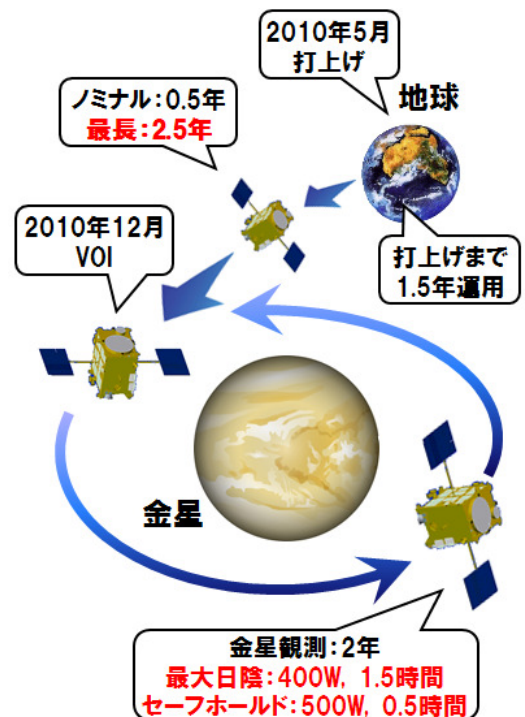 2010年5月
打上げ
地球
ノミナル:0.5年
最長:2.5年
2010年12月
VOI
打上げまで
1.5年運用
金星
金星観測:2年
最大日陰:400W, 1.5時間
セーフホールド:500W, 0.5時間